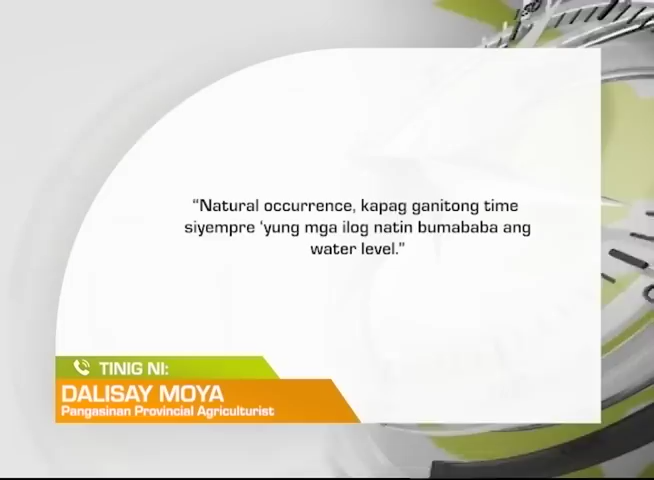 “Natural occurrence, kapag ganitong time
siyempre ‘yung mga ilog natin bumababa ang
water level.”
TINIG NI:
DALISAY MOYA
Pangasinan Provincial Agriculturist